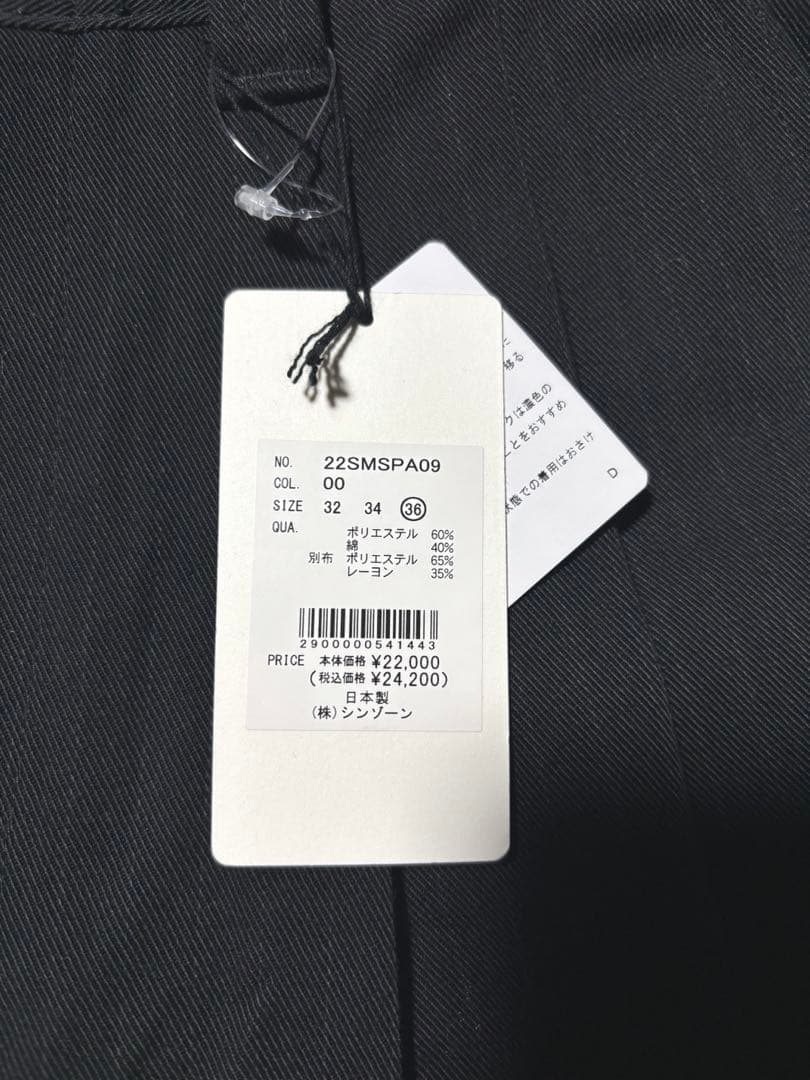 NO. 22SMSPA09
COL. 00
SIZE 32 34 36
QUA.
ポリエステル 60%
綿 40%
別布 ポリエステル 65%
レーヨン 35%
2900000541443
PRICE 本体価格 ¥22,000
(税込価格 ¥24,200)
日本製
(株)シンゾーン
に
移る
クは濃色の
ことをおすすめ
状態での着用はおさけ
D